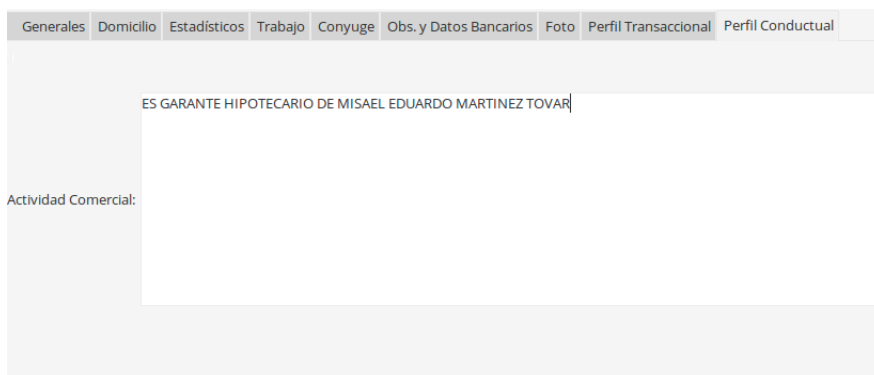 Generales Domicilio Estadísticos Trabajo Conyuge Obs. y Datos Bancarios Foto Perfil Transaccional Perfil Conductual
ES GARANTE HIPOTECARIO DE MISAEL EDUARDO MARTINEZ TOVAR
Actividad Comercial: